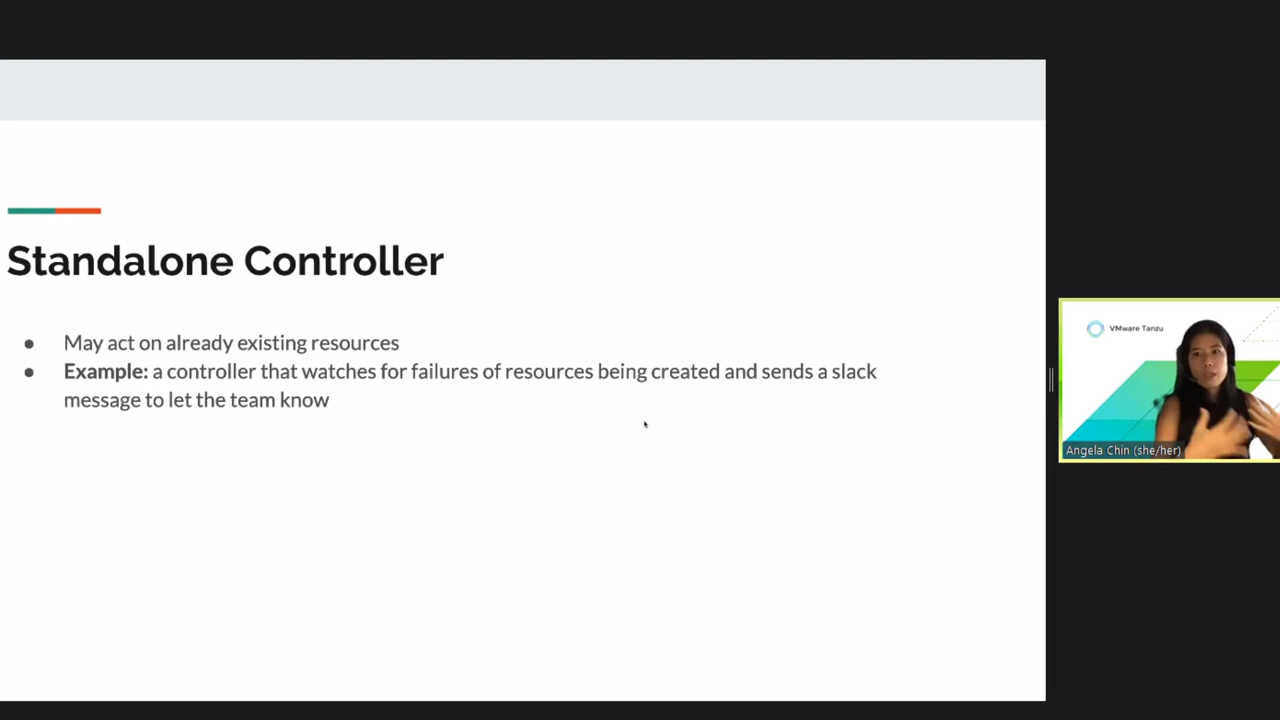 Standalone Controller
● May act on already existing resources
● Example: a controller that watches for failures of resources being created and sends a slack
message to let the team know
VMware Tanzu
Angela Chin (she/her)